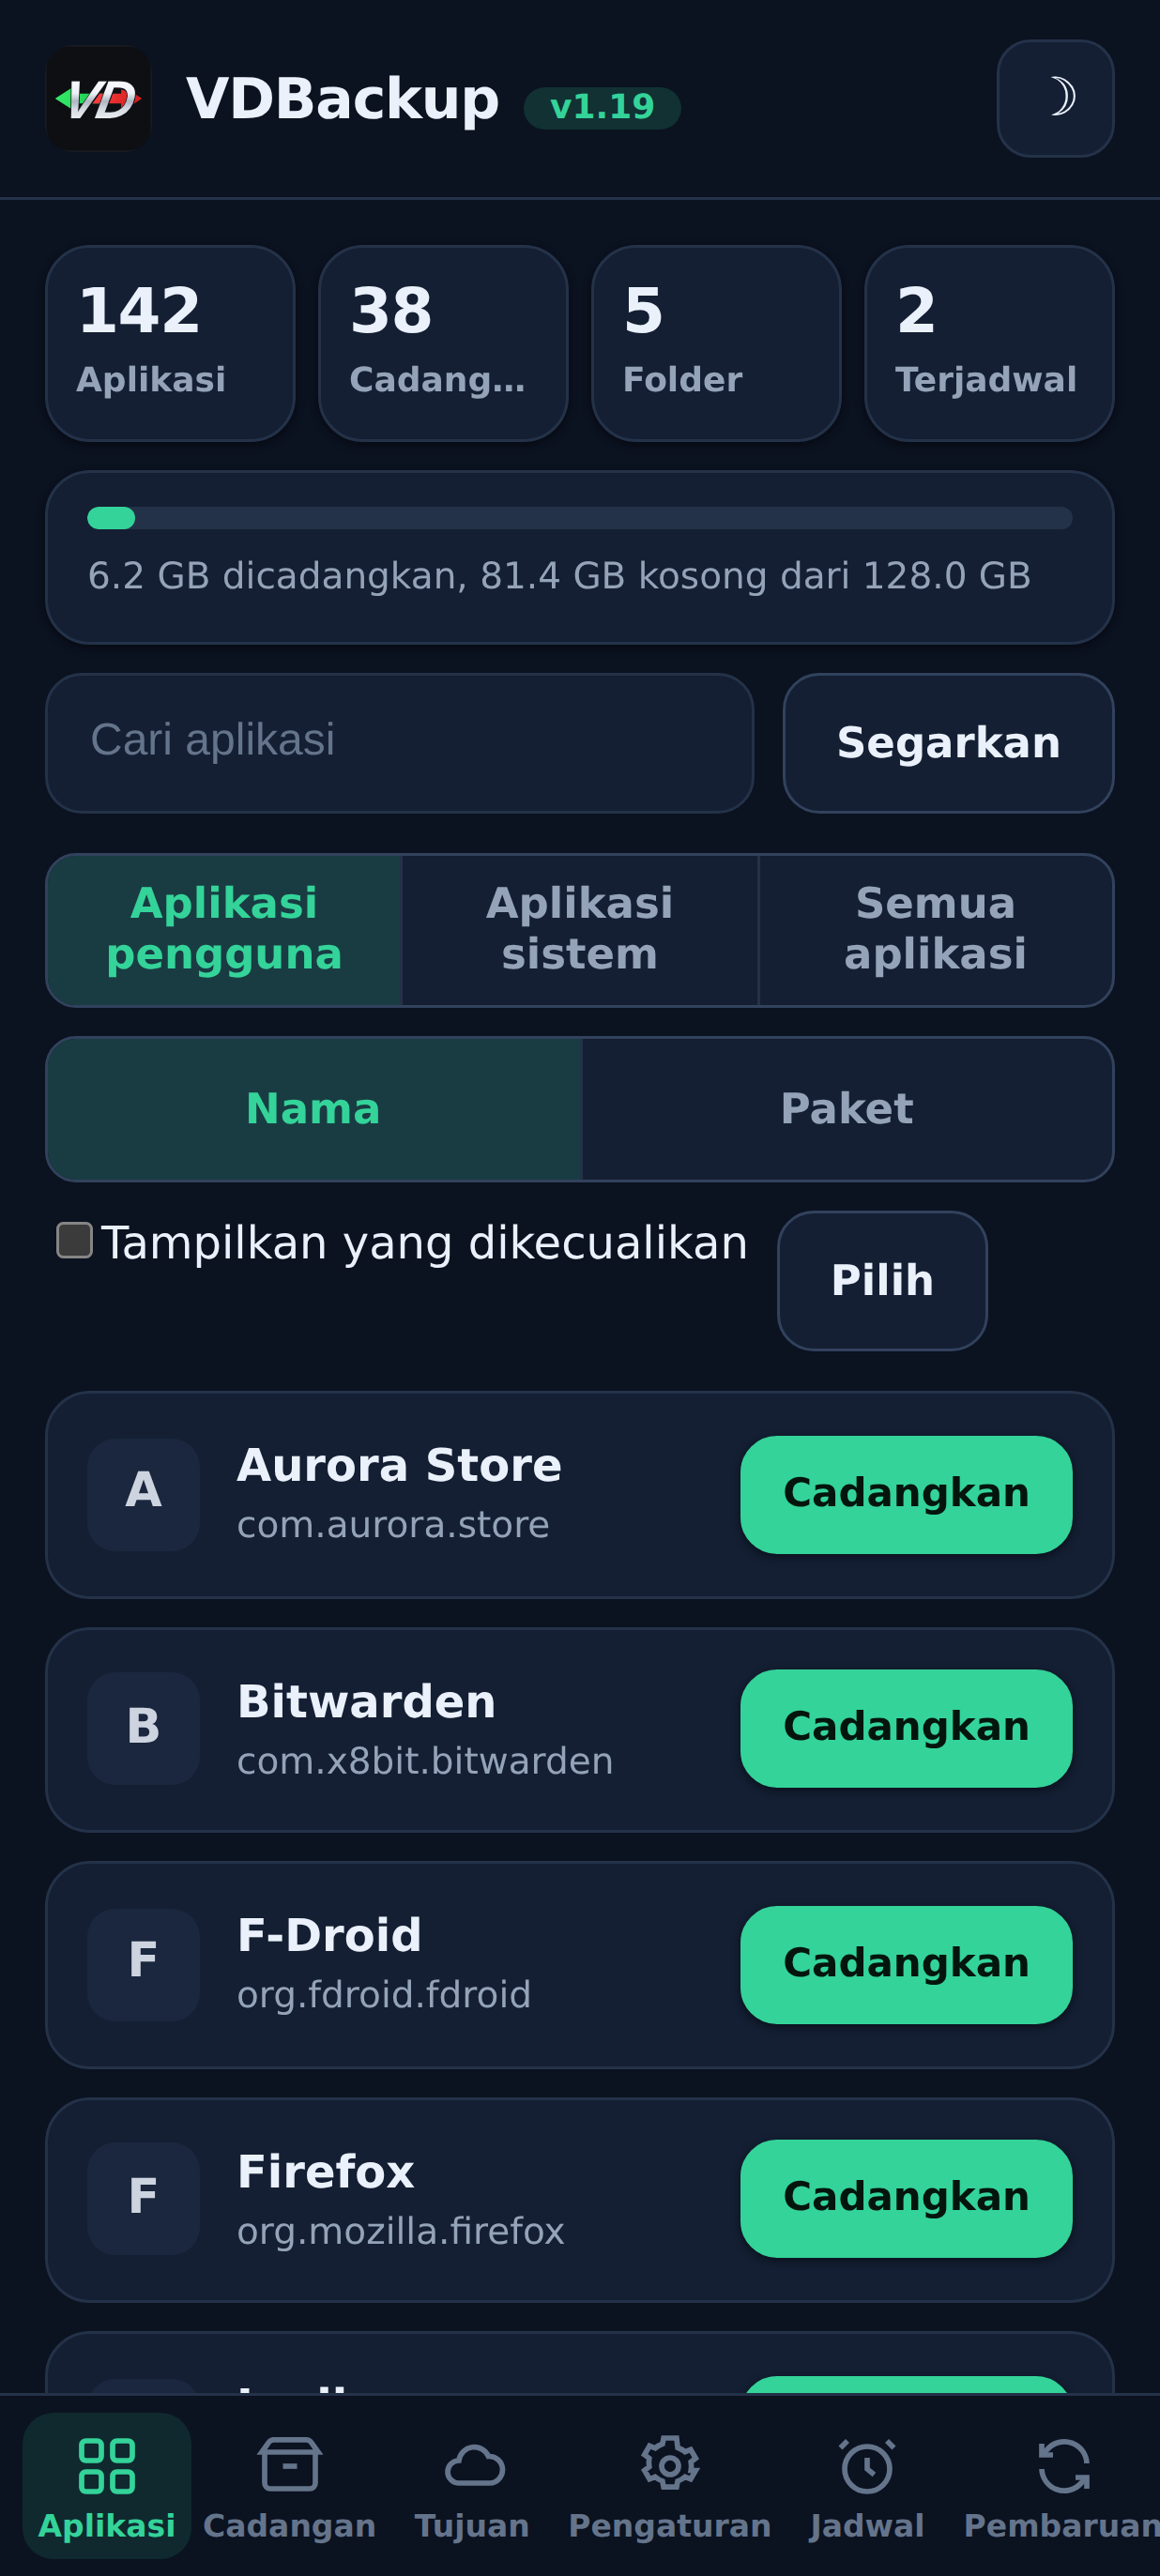 VD
VDBackup v1.19
142
Aplikasi
38
Cadang...
5
Folder
2
Terjadwal
6.2 GB dicadangkan, 81.4 GB kosong dari 128.0 GB
Cari aplikasi
Segarkan
Aplikasi
pengguna
Aplikasi
sistem
Semua
aplikasi
Nama
Paket
Tampilkan yang dikecualikan
Pilih
A
Aurora Store
com.aurora.store
Cadangkan
B
Bitwarden
com.x8bit.bitwarden
Cadangkan
F
F-Droid
org.fdroid.fdroid
Cadangkan
F
Firefox
org.mozilla.firefox
Cadangkan
Aplikasi
Cadangan
Tujuan
Pengaturan
Jadwal
Pembaruan